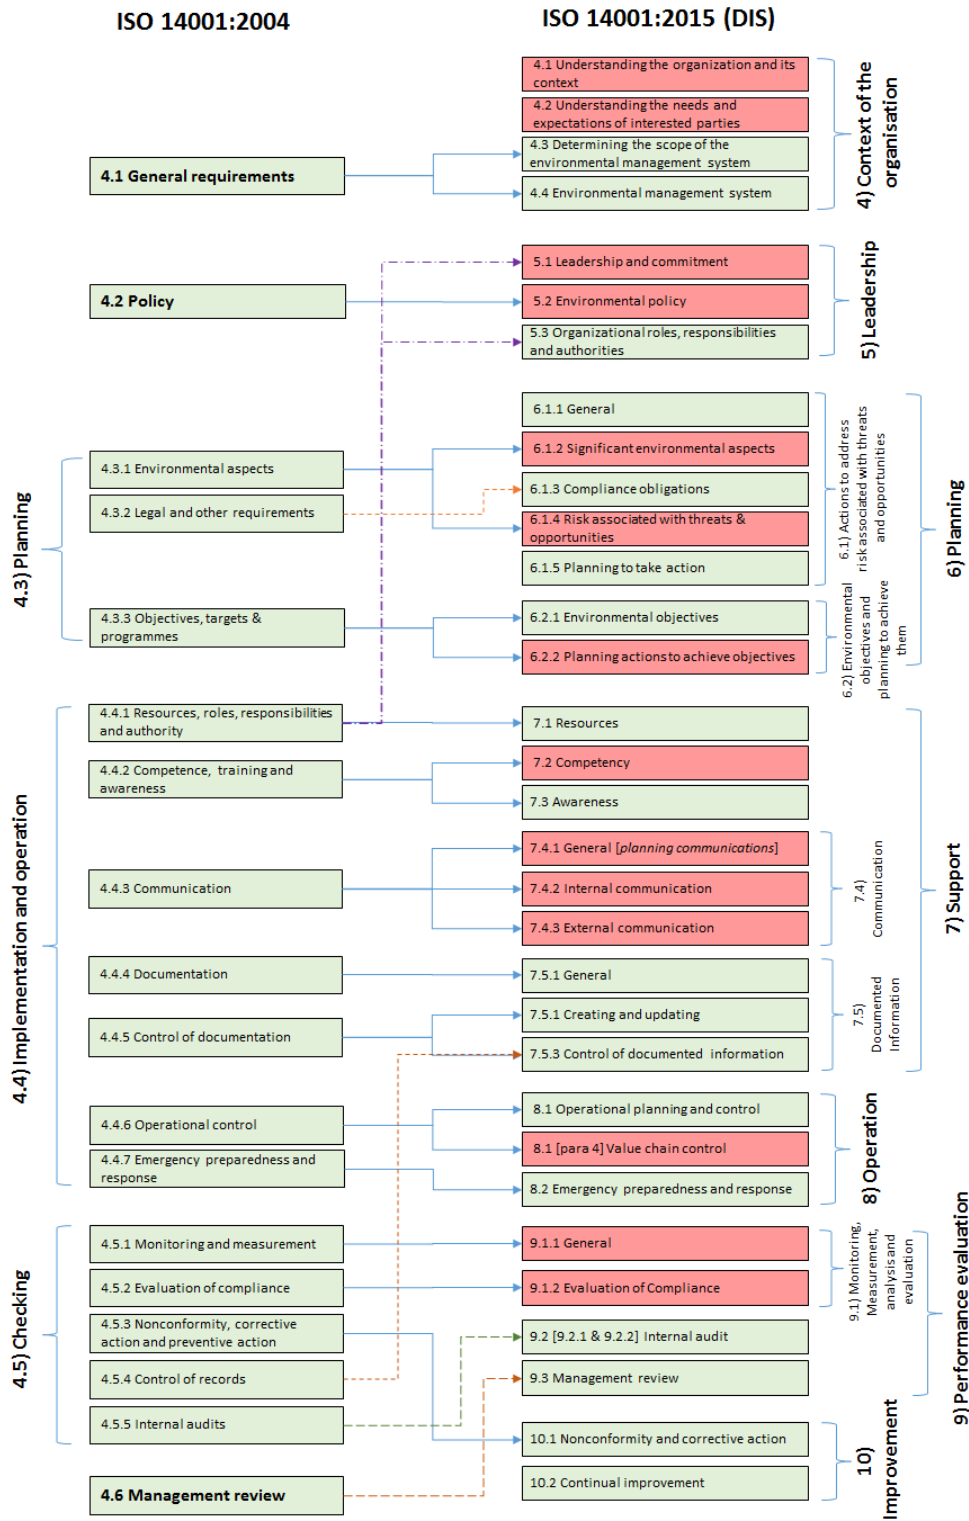 ISO 14001:2004
ISO 14001:2015 (DIS)
4.1 General requirements
4.2 Policy
4.3) Planning
4.3.1 Environmental aspects
4.3.2 Legal and other requirements
4.3.3 Objectives, targets &
programmes
4.4) Implementation and operation
4.4.1 Resources, roles, responsibilities
and authority
4.4.2 Competence, training and
awareness
4.4.3 Communication
4.4.4 Documentation
4.4.5 Control of documentation
4.4.6 Operational control
4.4.7 Emergency preparedness and
response
4.5) Checking
4.5.1 Monitoring and measurement
4.5.2 Evaluation of compliance
4.5.3 Nonconformity, corrective
action and preventive action
4.5.4 Control of records
4.5.5 Internal audits
4.6 Management review
4.1 Understanding the organization and its
context
4.2 Understanding the needs and
expectations of interested parties
4.3 Determining the scope of the
environmental management system
4.4 Environmental management system
4) Context of the
organisation
5.1 Leadership and commitment
5.2 Environmental policy
5.3 Organizational roles, responsibilities
and authorities
5) Leadership
6.1.1 General
6.1.2 Significant environmental aspects
6.1.3 Compliance obligations
6.1.4 Risk associated with threats &
opportunities
6.1.5 Planning to take action
6.1) Actions to address
risk associated with threats
and opportunities
6.2.1 Environmental objectives
6.2.2 Planning actions to achieve objectives
6.2) Environmental
objectives and
planning to achieve
them
6) Planning
7.1 Resources
7.2 Competency
7.3 Awareness
7.4.1 General [planning communications]
7.4.2 Internal communication
7.4.3 External communication
7.4)
Communication
7.5.1 General
7.5.1 Creating and updating
7.5.3 Control of documented information
7.5)
Documented
Information
7) Support
8.1 Operational planning and control
8.1 [para 4] Value chain control
8.2 Emergency preparedness and response
8) Operation
9.1.1 General
9.1.2 Evaluation of Compliance
9.1) Monitoring,
Measurement,
analysis and
evaluation
9.2 [9.2.1 & 9.2.2] Internal audit
9.3 Management review
9) Performance evaluation
10.1 Nonconformity and corrective action
10.2 Continual improvement
10)
Improvement